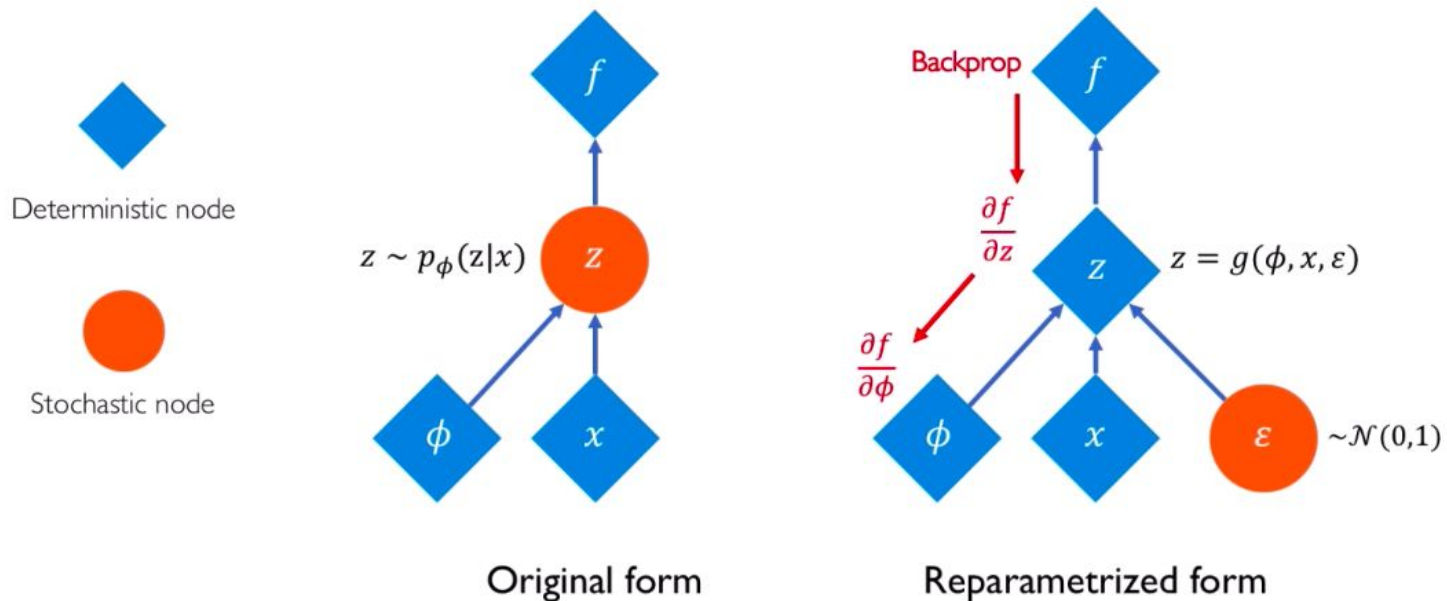 Deterministic node
Stochastic node
f
z ~ p_ϕ(z|x)
z
ϕ
x
Original form
Backprop
f
∂f/∂z
z
z = g(ϕ, x, ε)
∂f/∂ϕ
ϕ
x
ε
~𝒩(0,1)
Reparametrized form